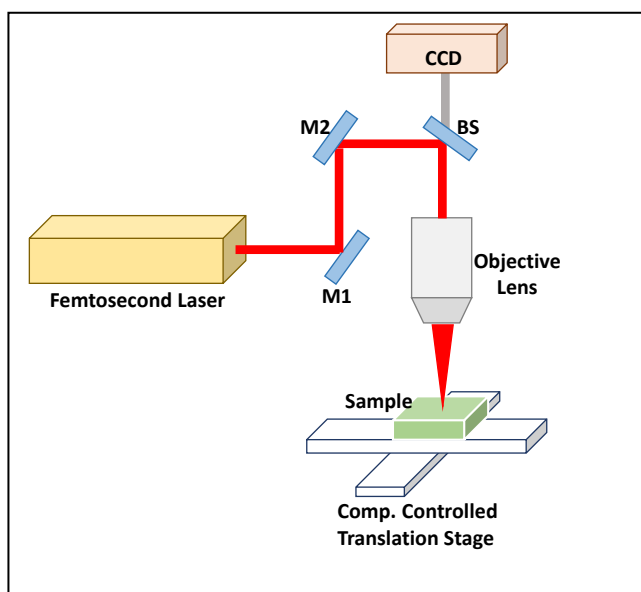 CCD
M2
BS
Femtosecond Laser
M1
Objective
Lens
Sample
Comp. Controlled
Translation Stage